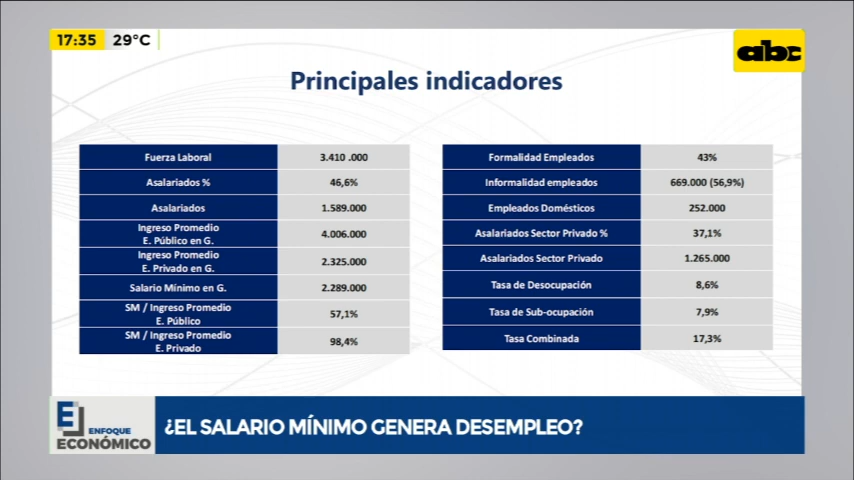 17:35 29°C
abc
Principales indicadores
Fuerza Laboral 3.410 .000
Asalariados % 46,6%
Asalariados 1.589.000
Ingreso Promedio
E. Público en G. 4.006.000
Ingreso Promedio
E. Privado en G. 2.325.000
Salario Mínimo en G. 2.289.000
SM / Ingreso Promedio
E. Público 57,1%
SM / Ingreso Promedio
E. Privado 98,4%
Formalidad Empleados 43%
Informalidad empleados 669.000 (56,9%)
Empleados Domésticos 252.000
Asalariados Sector Privado % 37,1%
Asalariados Sector Privado 1.265.000
Tasa de Desocupación 8,6%
Tasa de Sub-ocupación 7,9%
Tasa Combinada 17,3%
E
ENFOQUE
ECONÓMICO
¿EL SALARIO MÍNIMO GENERA DESEMPLEO?